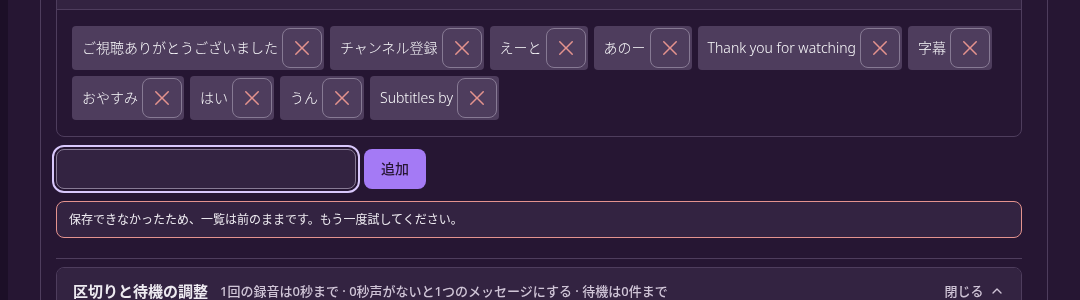 ご視聴ありがとうございました チャンネル登録 えーと あのー Thank you for watching 字幕
おやすみ はい うん Subtitles by
追加
保存できなかったため、一覧は前のままです。もう一度試してください。
区切りと待機の調整 1回の録音は0秒まで · 0秒声がないと1つのメッセージにする · 待機は0件まで 閉じる